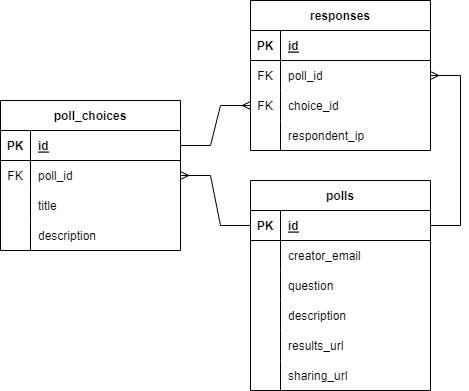 responses
PK id
FK poll_id
FK choice_id
respondent_ip
poll_choices
PK id
FK poll_id
title
description
polls
PK id
creator_email
question
description
results_url
sharing_url